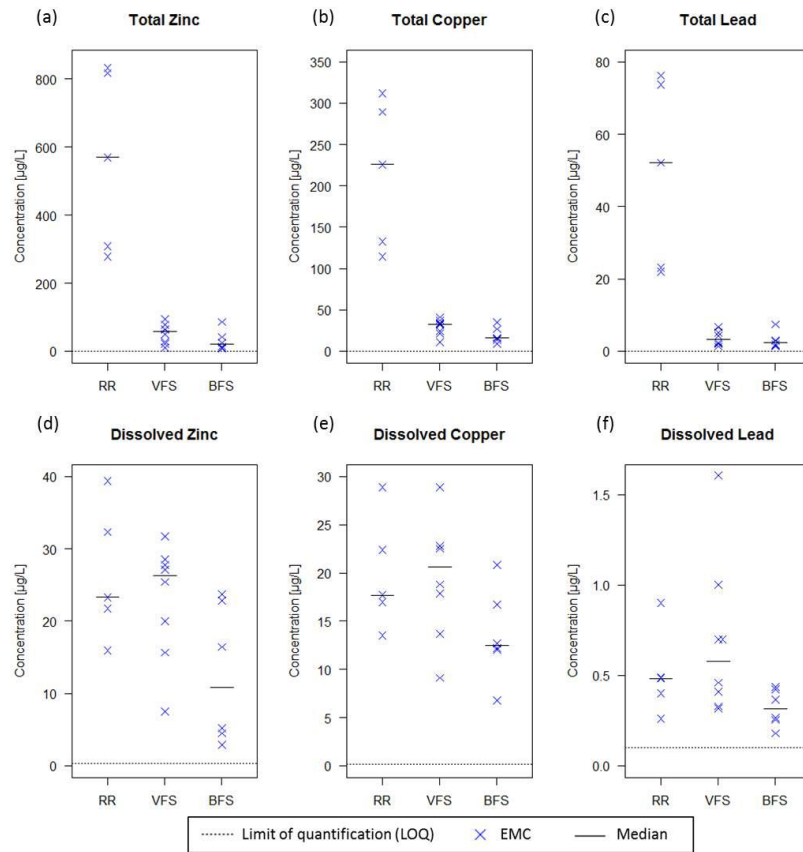 (a) Total Zinc
Concentration [µg/L]
800
600
400
200
0
RR VFS BFS
(b) Total Copper
Concentration [µg/L]
350
300
250
200
150
100
50
0
RR VFS BFS
(c) Total Lead
Concentration [µg/L]
80
60
40
20
0
RR VFS BFS
(d) Dissolved Zinc
Concentration [µg/L]
40
30
20
10
0
RR VFS BFS
(e) Dissolved Copper
Concentration [µg/L]
30
25
20
15
10
5
0
RR VFS BFS
(f) Dissolved Lead
Concentration [µg/L]
1.5
1.0
0.5
0.0
RR VFS BFS
Limit of quantification (LOQ) EMC Median